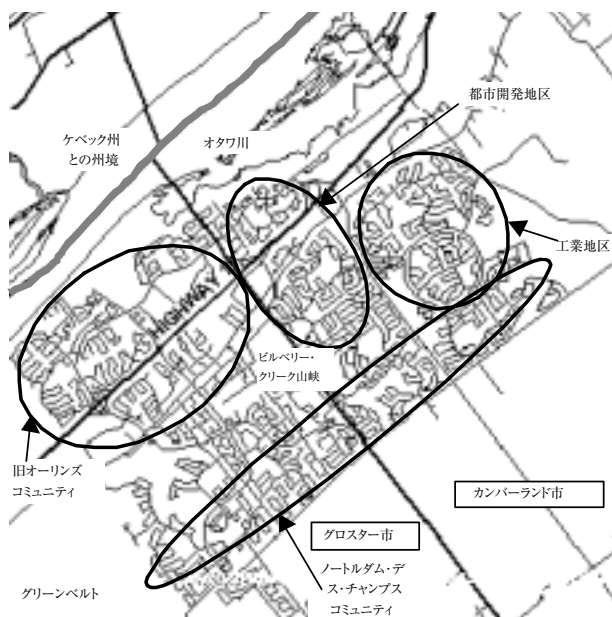 都市開発地区
ケベック州
との州境
オタワ川
工業地区
HIGHWAY
ビルベリー・
クリーク山峡
旧オーリンズ
コミュニティ
カンバーランド市
グロスター市
ノートルダム・デ
ス・チャンプス
コミュニティ
グリーンベルト